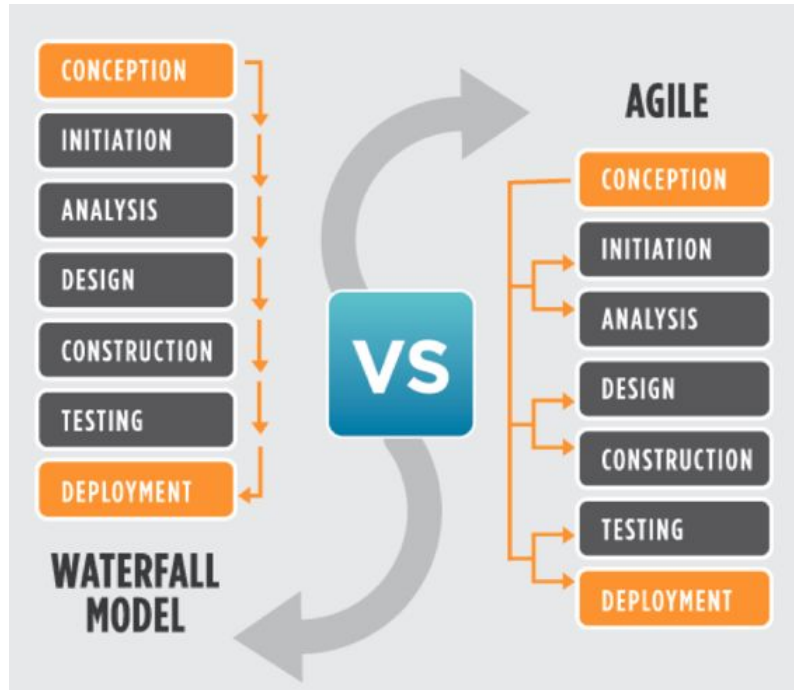 CONCEPTION
INITIATION
ANALYSIS
DESIGN
CONSTRUCTION
TESTING
DEPLOYMENT
WATERFALL
MODEL
VS
AGILE
CONCEPTION
INITIATION
ANALYSIS
DESIGN
CONSTRUCTION
TESTING
DEPLOYMENT